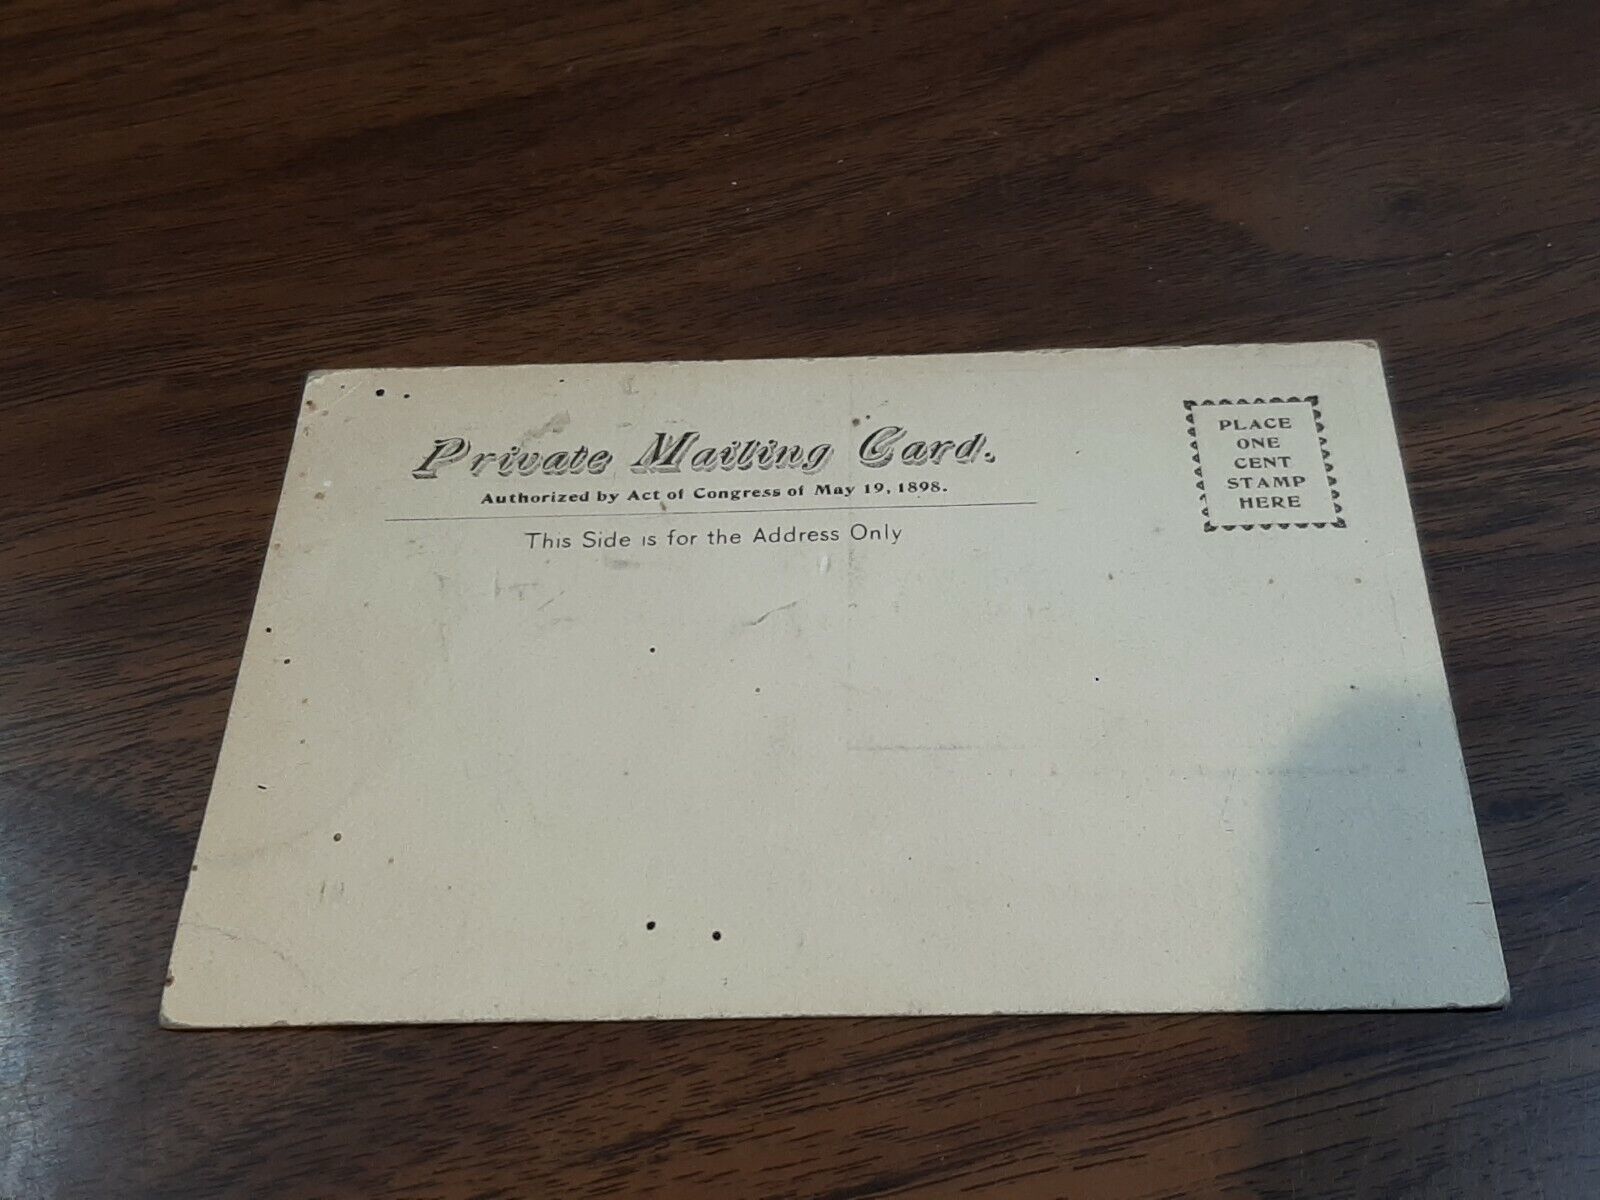 Private Mailing Card.
Authorized by Act of Congress of May 19, 1898.
This Side is for the Address Only
PLACE
ONE
CENT
STAMP
HERE